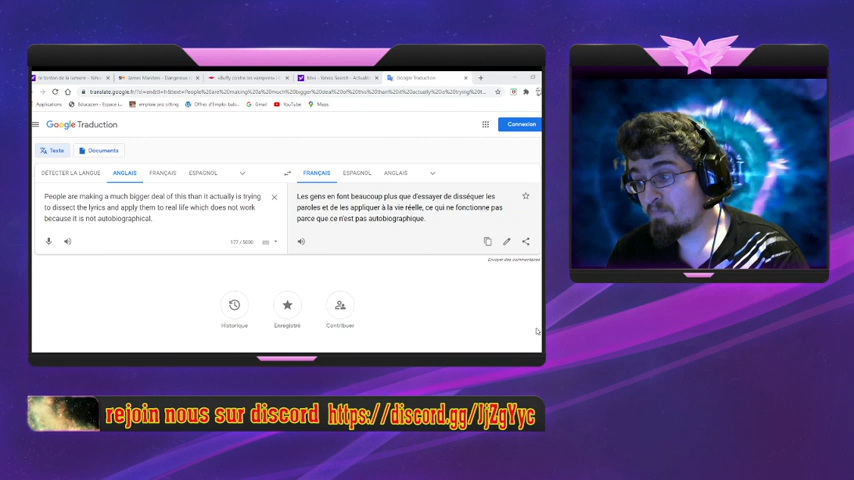 Google Traduction
translate.google.fr/
Applications
Gmail
YouTube
Maps
Google Traduction
Connexion
Texte
Documents
DÉTECTER LA LANGUE ANGLAIS FRANÇAIS ESPAGNOL
FRANÇAIS ESPAGNOL ANGLAIS
People are making a much bigger deal of this than it actually is trying
to dissect the lyrics and apply them to real life which does not work
because it is not autobiographical.
177 / 5000
Les gens en font beaucoup plus que d'essayer de disséquer les
paroles et de les appliquer à la vie réelle, ce qui ne fonctionne pas
parce que ce n'est pas autobiographique.
Envoyer des commentaires
Historique
Enregistré
Contribuer
rejoin nous sur discord https://discord.gg/JjZgYyc